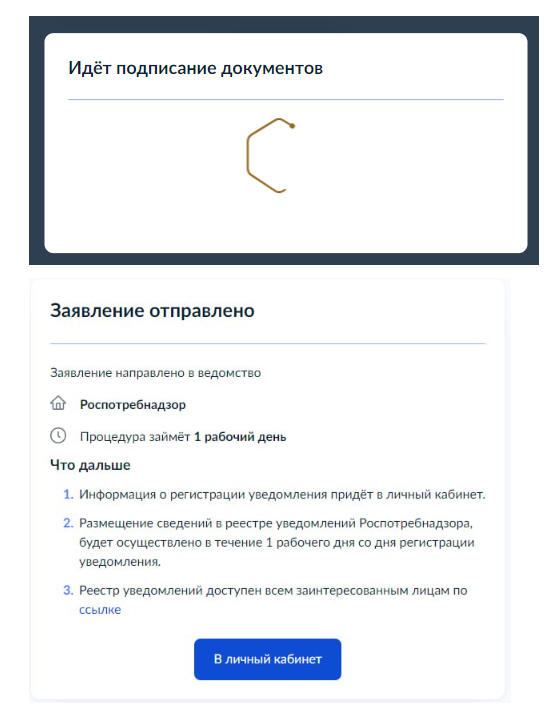 Идёт подписание документов
Заявление отправлено
Заявление направлено в ведомство
Роспотребнадзор
Процедура займёт 1 рабочий день
Что дальше
1. Информация о регистрации уведомления придёт в личный кабинет.
2. Размещение сведений в реестре уведомлений Роспотребнадзора,
будет осуществлено в течение 1 рабочего дня со дня регистрации
уведомления.
3. Реестр уведомлений доступен всем заинтересованным лицам по
ссылке
В личный кабинет